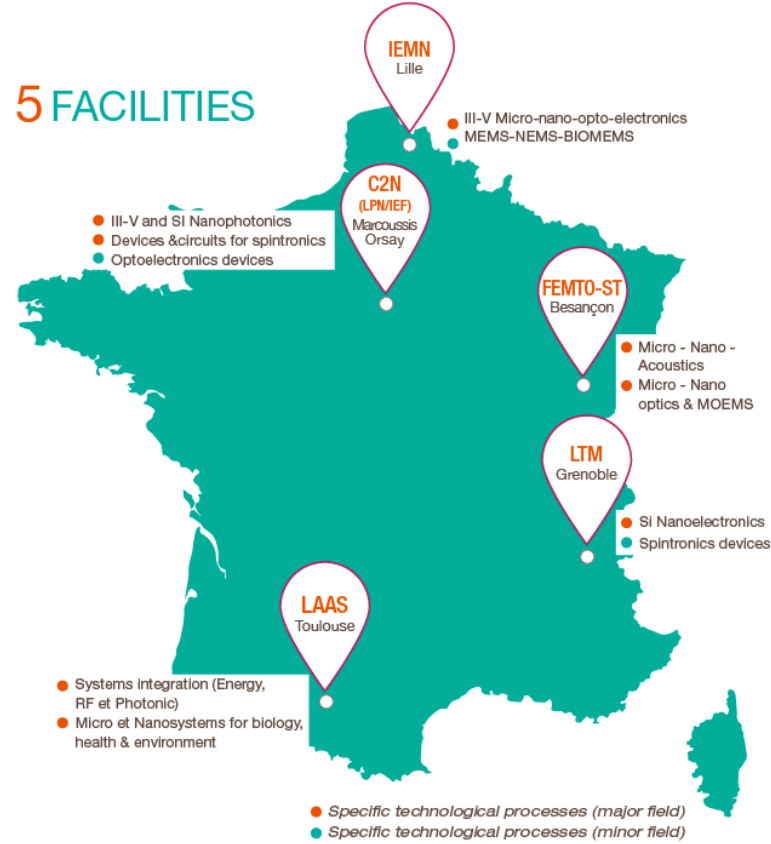 5 FACILITIES
IEMN
Lille
III-V Micro-nano-opto-electronics
MEMS-NEMS-BIOMEMS
C2N
(LPN/IEF)
Marcoussis
Orsay
III-V and SI Nanophotonics
Devices &circuits for spintronics
Optoelectronics devices
FEMTO-ST
Besançon
Micro - Nano -
Acoustics
Micro - Nano
optics & MOEMS
LTM
Grenoble
Si Nanoelectronics
Spintronics devices
LAAS
Toulouse
Systems integration (Energy,
RF et Photonic)
Micro et Nanosystems for biology,
health & environment
Specific technological processes (major field)
Specific technological processes (minor field)